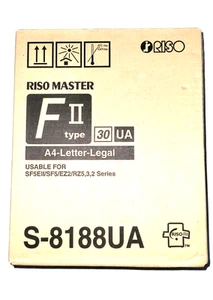 RISO
RISO MASTER
F II
type
30 UA
A4-Letter-Legal
USABLE FOR
SF5EII/SF5/EZ2/RZ5,3,2 Series
S-8188UA